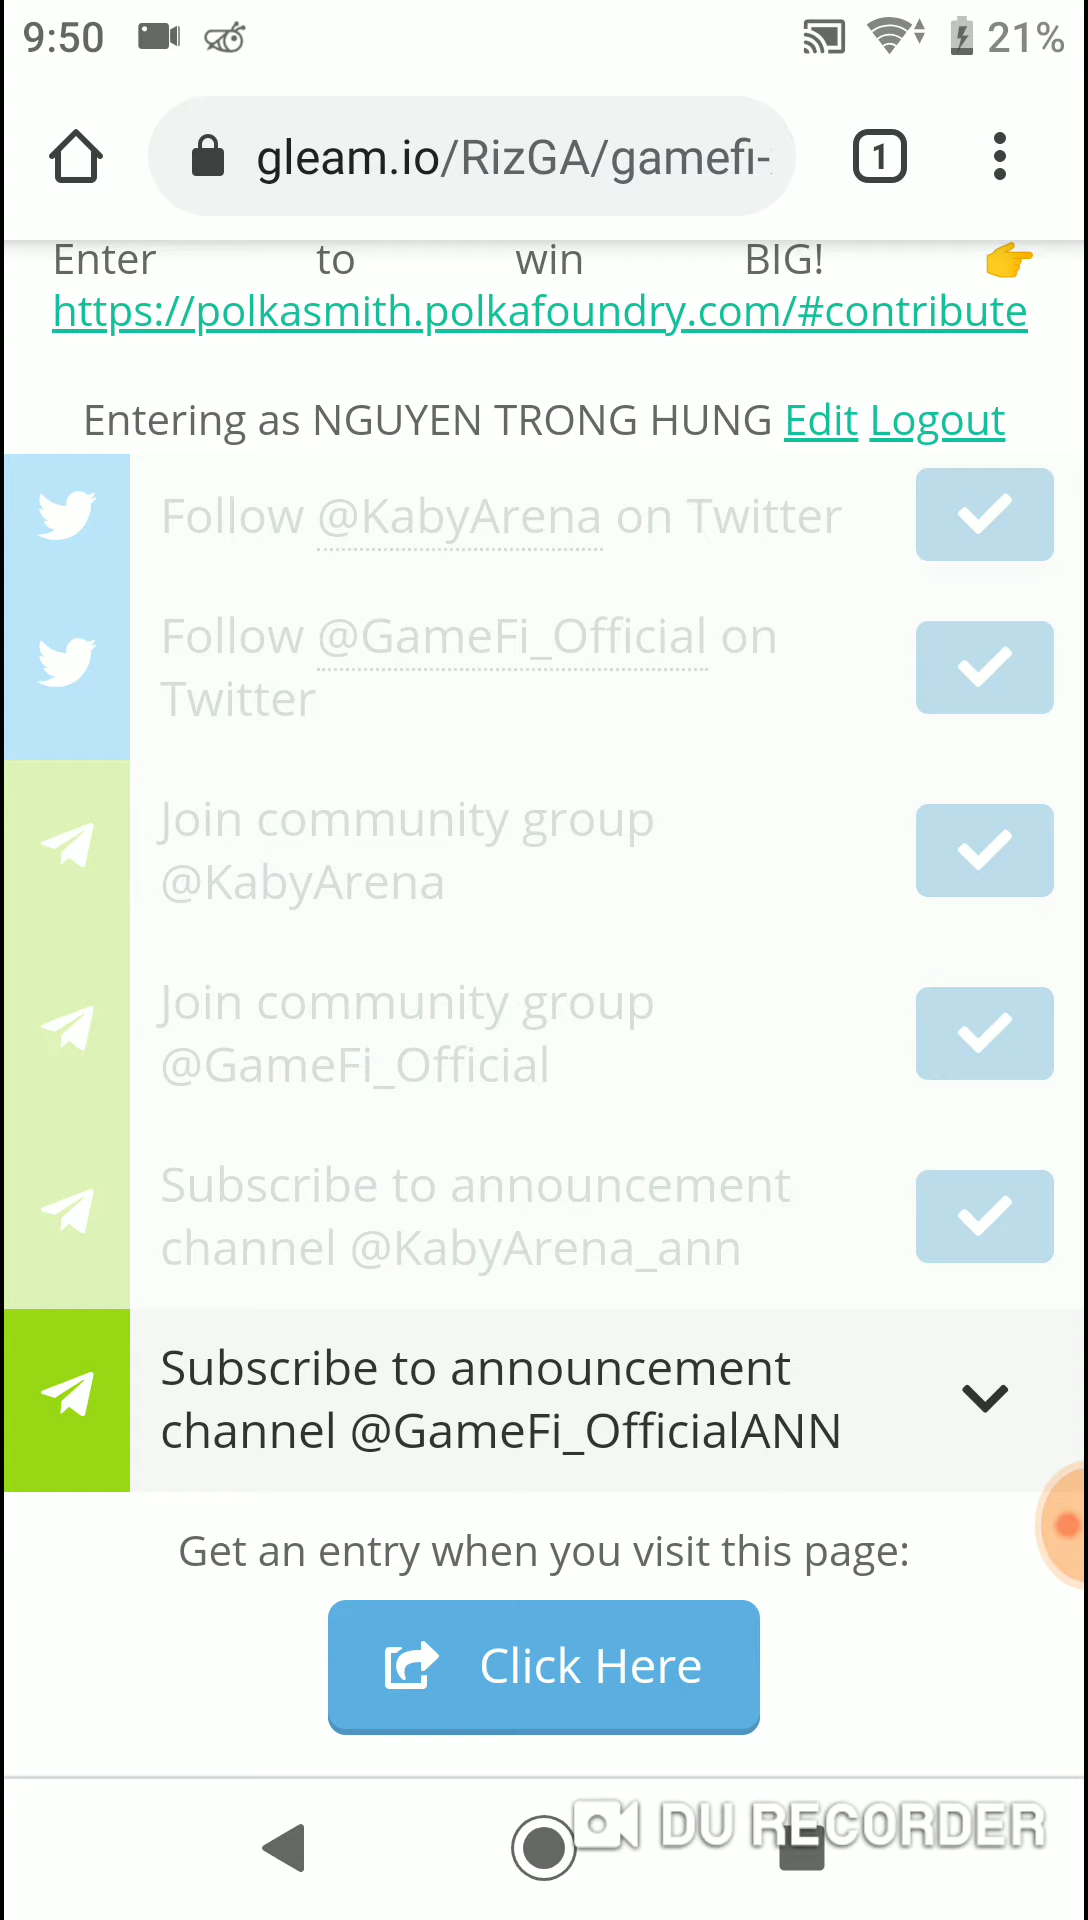 9:50
21%
gleam.io/RizGA/gamefi-
1
Enter to win BIG! 👉
https://polkasmith.polkafoundry.com/#contribute
Entering as NGUYEN TRONG HUNG Edit Logout
Follow @KabyArena on Twitter
Follow @GameFi_Official on
Twitter
Join community group
@KabyArena
Join community group
@GameFi_Official
Subscribe to announcement
channel @KabyArena_ann
Subscribe to announcement
channel @GameFi_OfficialANN
Get an entry when you visit this page:
Click Here
DU RECORDER